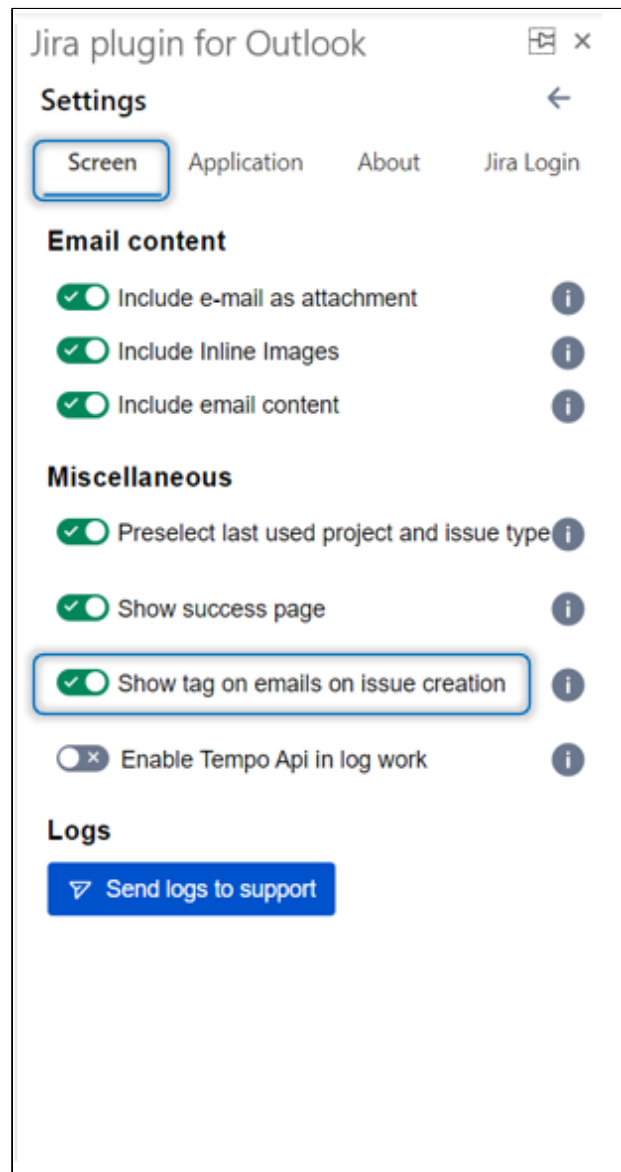 Jira plugin for Outlook
Settings
Screen Application About Jira Login
Email content
Include e-mail as attachment
Include Inline Images
Include email content
Miscellaneous
Preselect last used project and issue type
Show success page
Show tag on emails on issue creation
Enable Tempo Api in log work
Logs
Send logs to support